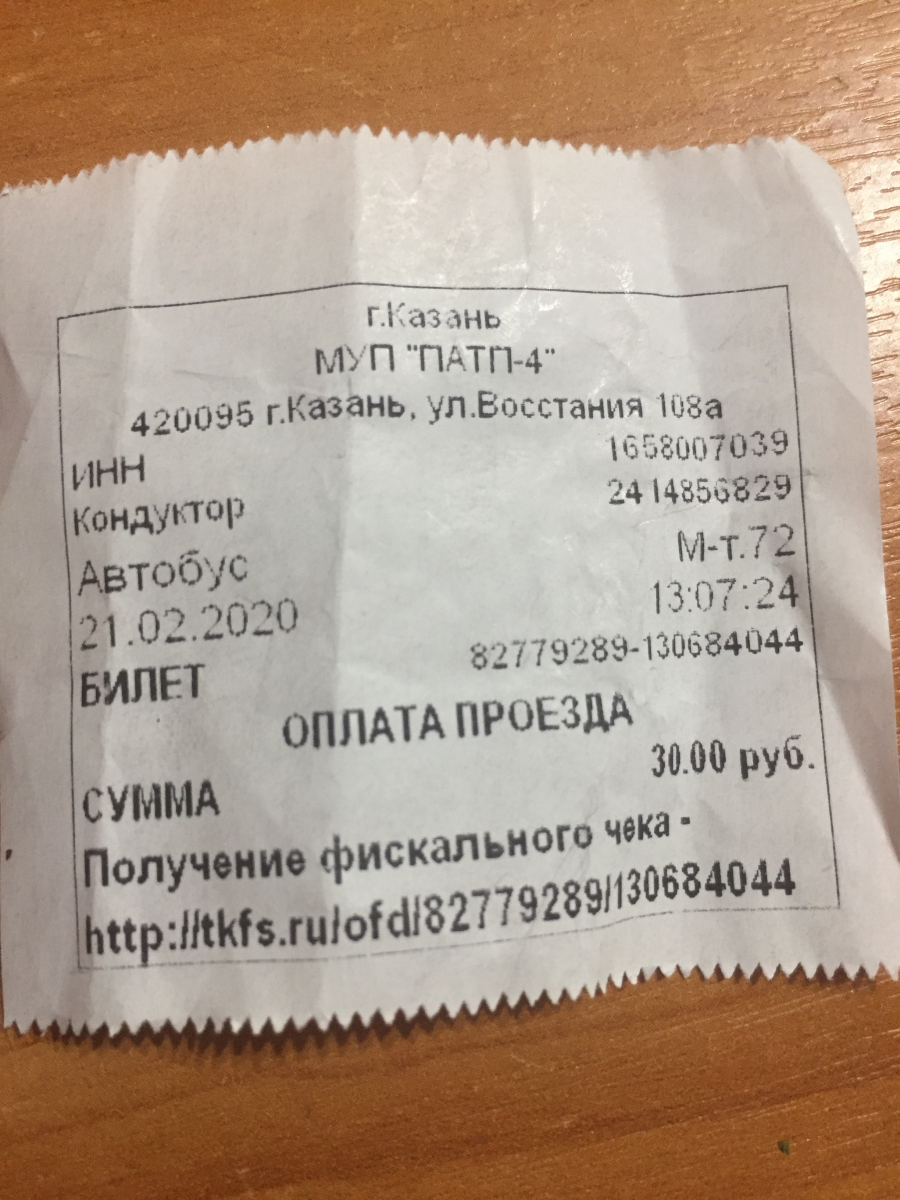 г.Казань
МУП "ПАТП-4"
420095 г.Казань, ул.Восстания 108а
ИНН 1658007039
Кондуктор 2414856829
Автобус М-т.72
21.02.2020 13:07:24
БИЛЕТ 82779289-130684044
ОПЛАТА ПРОЕЗДА
СУММА 30.00 руб.
Получение фискального чека -
http://tkfs.ru/ofd/82779289/130684044